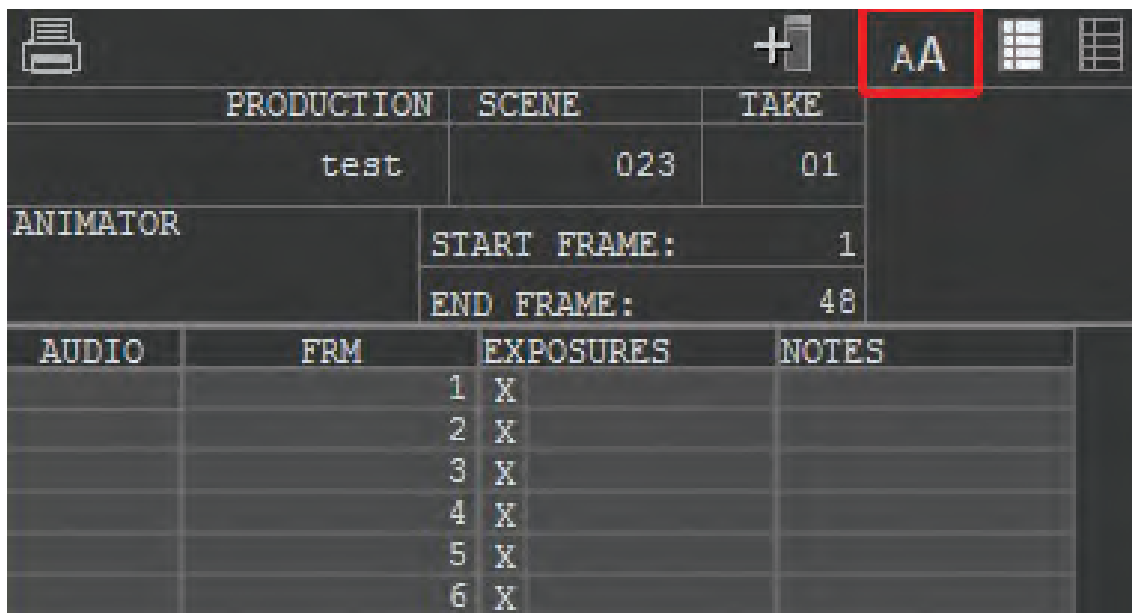 AA
PRODUCTION SCENE TAKE
test 023 01
ANIMATOR
START FRAME: 1
END FRAME: 48
AUDIO FRM EXPOSURES NOTES
1 X
2 X
3 X
4 X
5 X
6 X